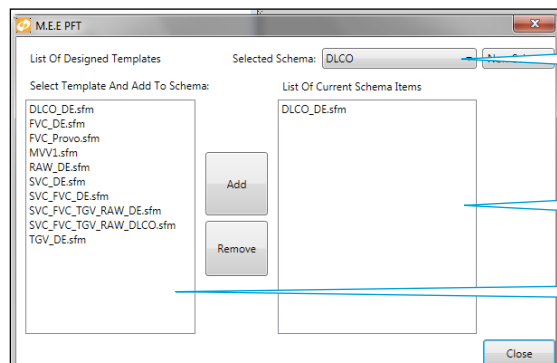 M.E.E PFT
List Of Designed Templates
Selected Schema:
DLCO
Select Template And Add To Schema:
List Of Current Schema Items
DLCO_DE.sfm
FVC_DE.sfm
FVC_Provo.sfm
MVV1.sfm
RAW_DE.sfm
SVC_DE.sfm
SVC_FVC_DE.sfm
SVC_FVC_TGV_RAW_DE.sfm
SVC_FVC_TGV_RAW_DLCO.sfm
TGV_DE.sfm
Add
Remove
DLCO_DE.sfm
Close